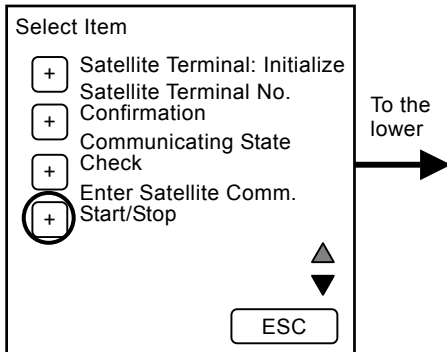 Select Item
+ Satellite Terminal: Initialize
Satellite Terminal No.
+ Confirmation
Communicating State
+ Check
Enter Satellite Comm.
+ Start/Stop
ESC
To the
lower